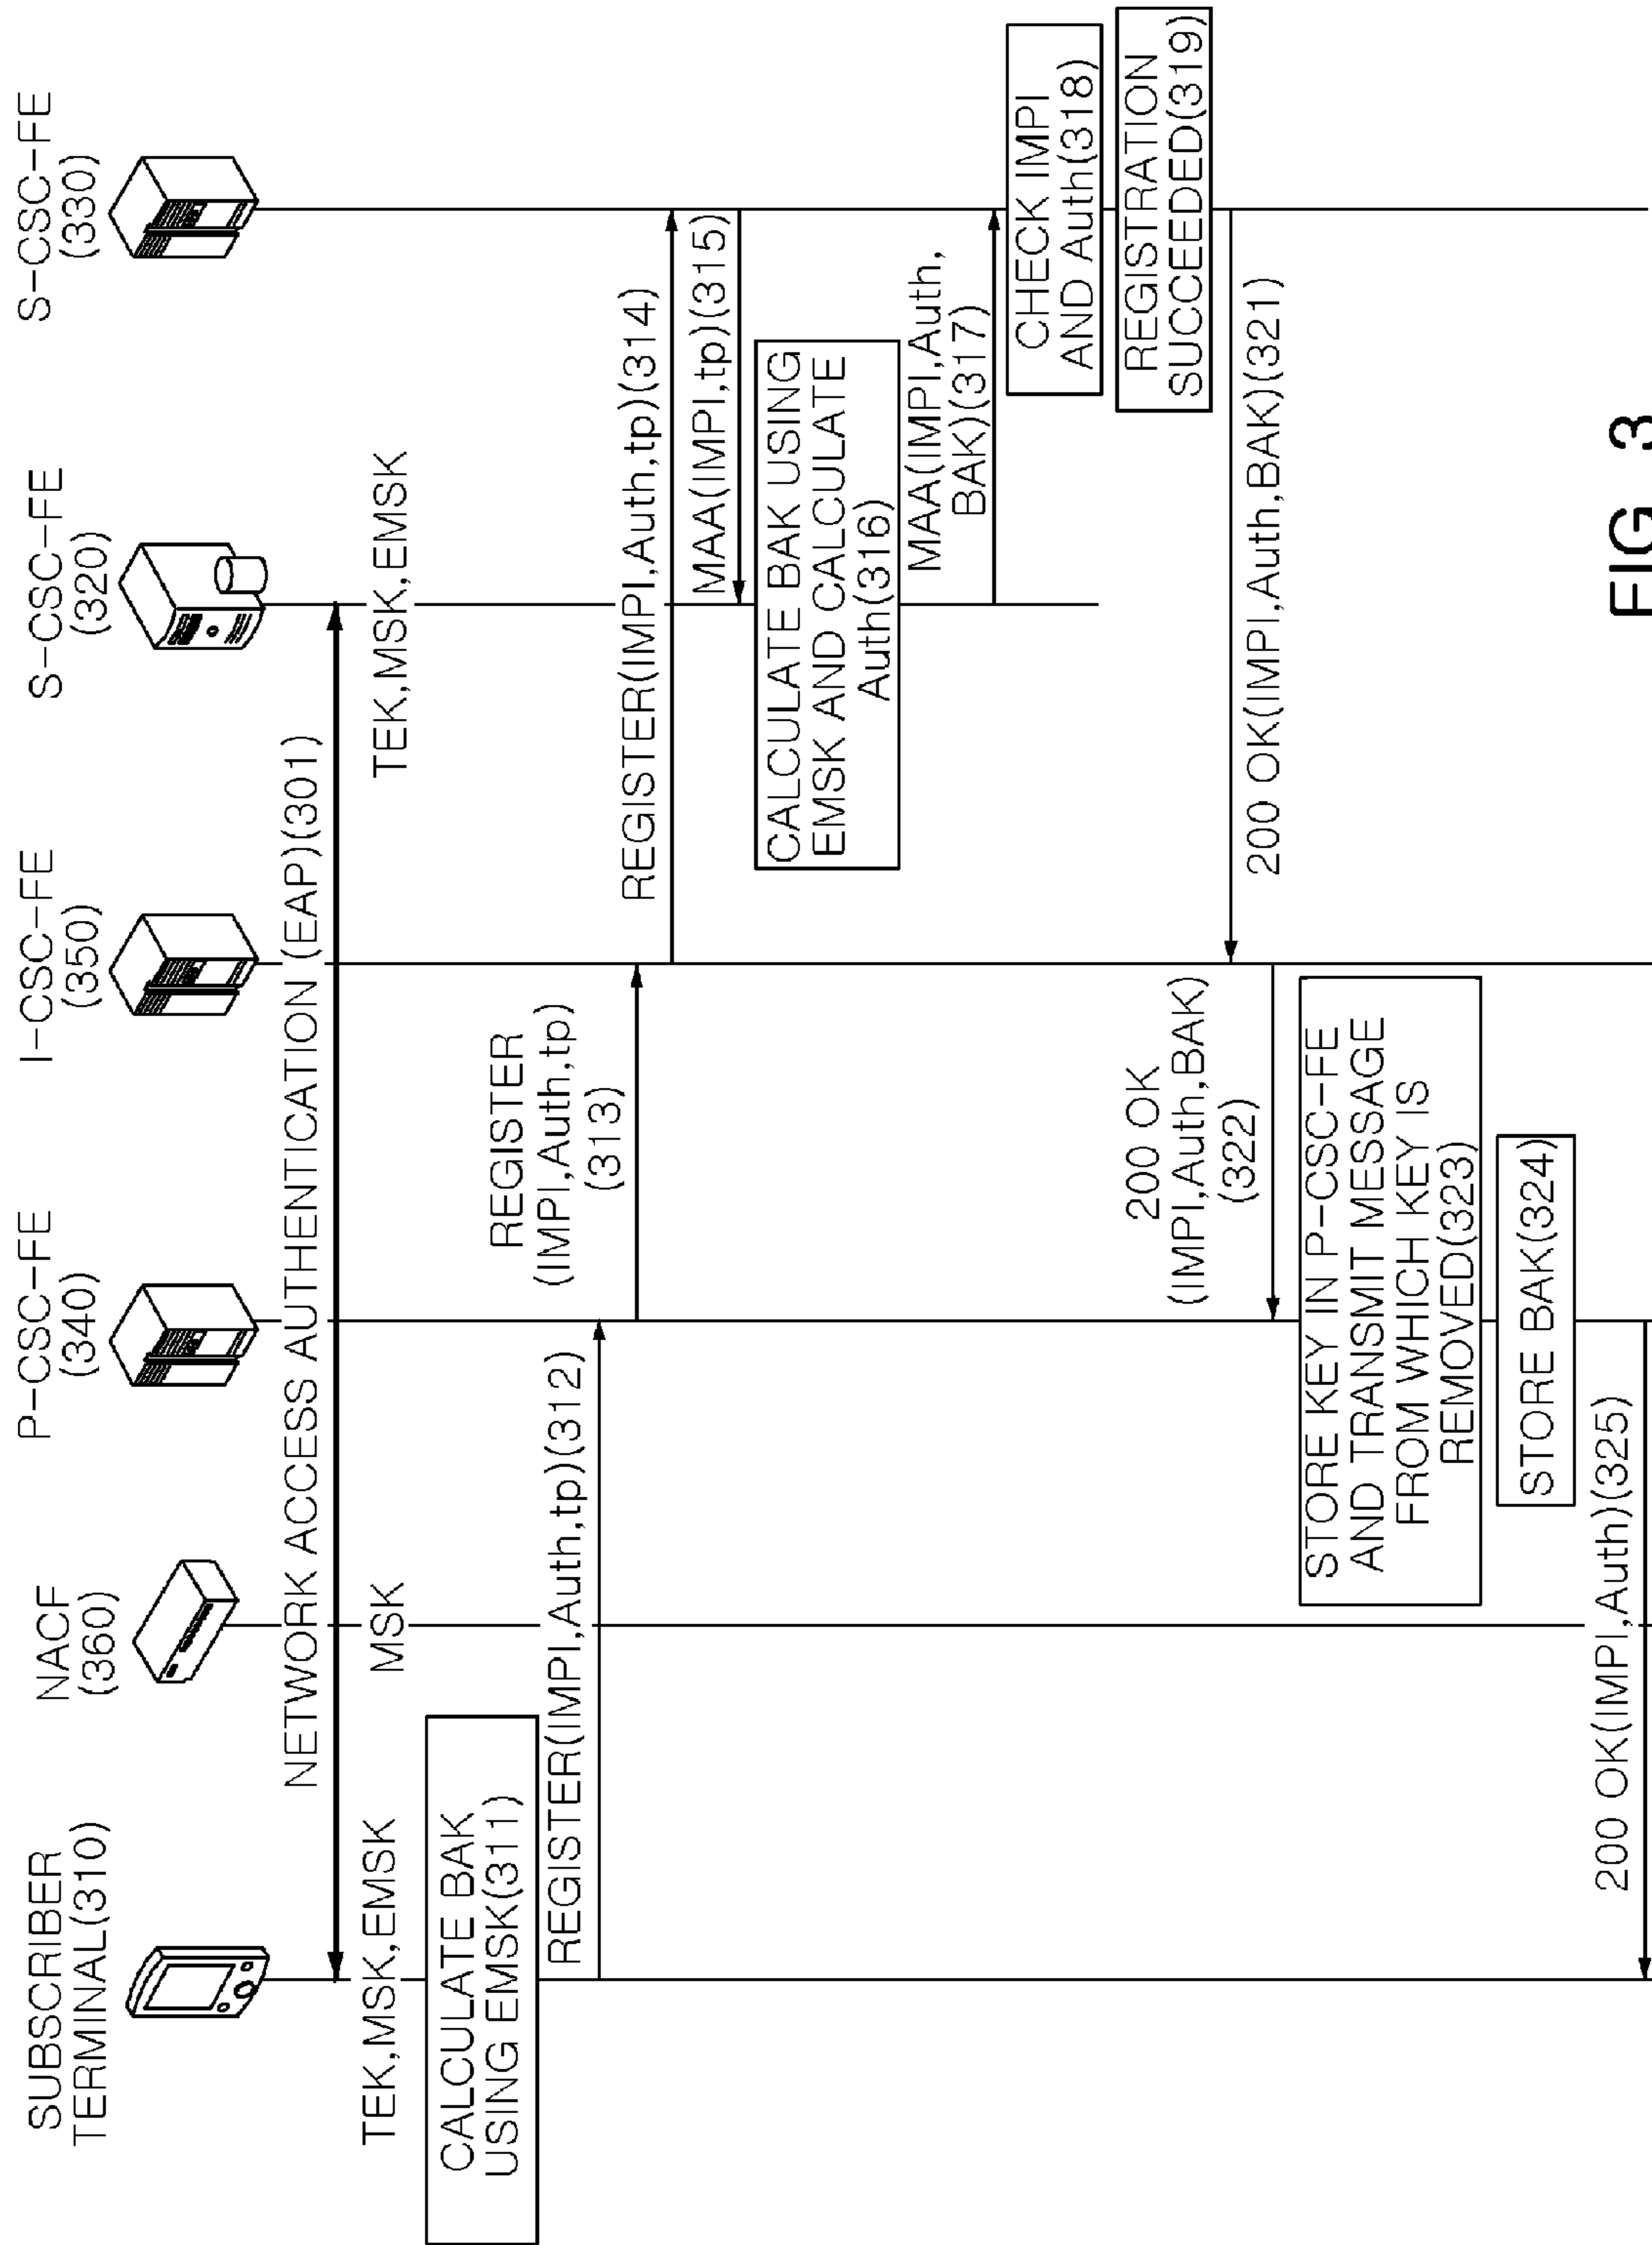 SUBSCRIBER
TERMINAL(310)
NACF
(360)
P-CSC-FE
(340)
I-CSC-FE
(350)
S-CSC-FE
(320)
S-CSC-FE
(330)
NETWORK ACCESS AUTHENTICATION (EAP)(301)
TEK,MSK,EMSK
MSK
TEK,MSK,EMSK
CALCULATE BAK
USING EMSK(311)
REGISTER(IMPI,Auth,tp)(312)
REGISTER
(IMPI,Auth,tp)
(313)
REGISTER(IMPI,Auth,tp)(314)
MAA(IMPI,tp)(315)
CALCULATE BAK USING
EMSK AND CALCULATE
Auth(316)
MAA(IMPI,Auth,
BAK)(317)
CHECK IMPI
AND Auth(318)
REGISTRATION
SUCCEEDED(319)
200 OK(IMPI,Auth,BAK)(321)
200 OK
(IMPI,Auth,BAK)
(322)
STORE KEY IN P-CSC-FE
AND TRANSMIT MESSAGE
FROM WHICH KEY IS
REMOVED(323)
STORE BAK(324)
200 OK(IMPI,Auth)(325)
FIG. 3